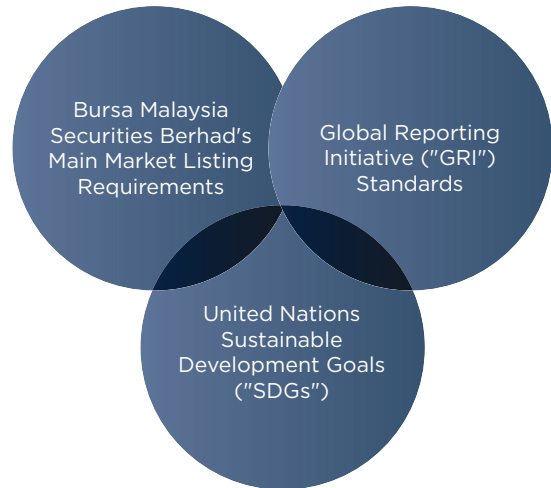 Bursa Malaysia
Securities Berhad's
Main Market Listing
Requirements
Global Reporting
Initiative ("GRI")
Standards
United Nations
Sustainable
Development Goals
("SDGs")